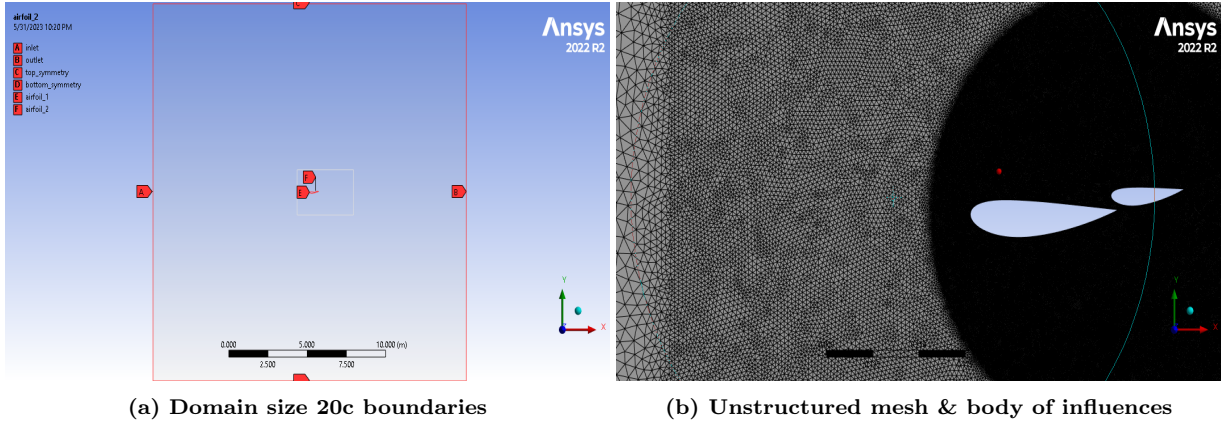 airfoil_2
5/31/2023 10:20 PM
A inlet
B outlet
C top_symmetry
D bottom_symmetry
E airfoil_1
F airfoil_2
Ansys
2022 R2
C
F
A
E
B
Y
X
0.000 5.000 10.000 (m)
2.500 7.500
Ansys
2022 R2
Y
X
(a) Domain size 20c boundaries
(b) Unstructured mesh & body of influences